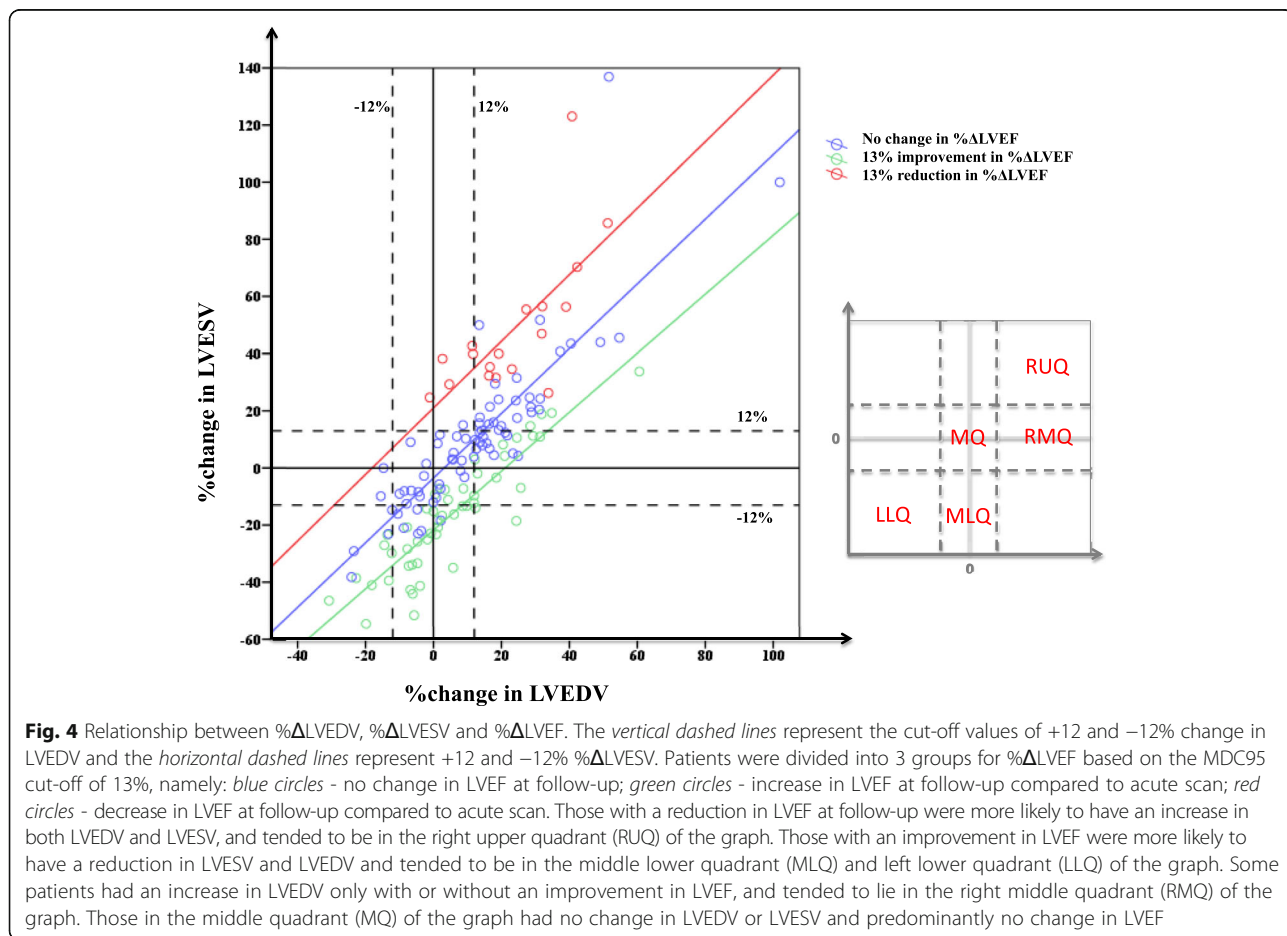 140
120
100
80
60
40
20
0
-20
-40
-60
-40
-20
0
20
40
60
80
100
-12%
12%
12%
-12%
%change in LVESV
%change in LVEDV
No change in %ΔLVEF
13% improvement in %ΔLVEF
13% reduction in %ΔLVEF
RUQ
MQ
RMQ
LLQ
MLQ
0
0
Fig. 4 Relationship between %ΔLVEDV, %ΔLVESV and %ΔLVEF. The vertical dashed lines represent the cut-off values of +12 and −12% change in
LVEDV and the horizontal dashed lines represent +12 and −12% %ΔLVESV. Patients were divided into 3 groups for %ΔLVEF based on the MDC95
cut-off of 13%, namely: blue circles - no change in LVEF at follow-up; green circles - increase in LVEF at follow-up compared to acute scan; red
circles - decrease in LVEF at follow-up compared to acute scan. Those with a reduction in LVEF at follow-up were more likely to have an increase in
both LVEDV and LVESV, and tended to be in the right upper quadrant (RUQ) of the graph. Those with an improvement in LVEF were more likely to
have a reduction in LVESV and LVEDV and tended to be in the middle lower quadrant (MLQ) and left lower quadrant (LLQ) of the graph. Some
patients had an increase in LVEDV only with or without an improvement in LVEF, and tended to lie in the right middle quadrant (RMQ) of the
graph. Those in the middle quadrant (MQ) of the graph had no change in LVEDV or LVESV and predominantly no change in LVEF